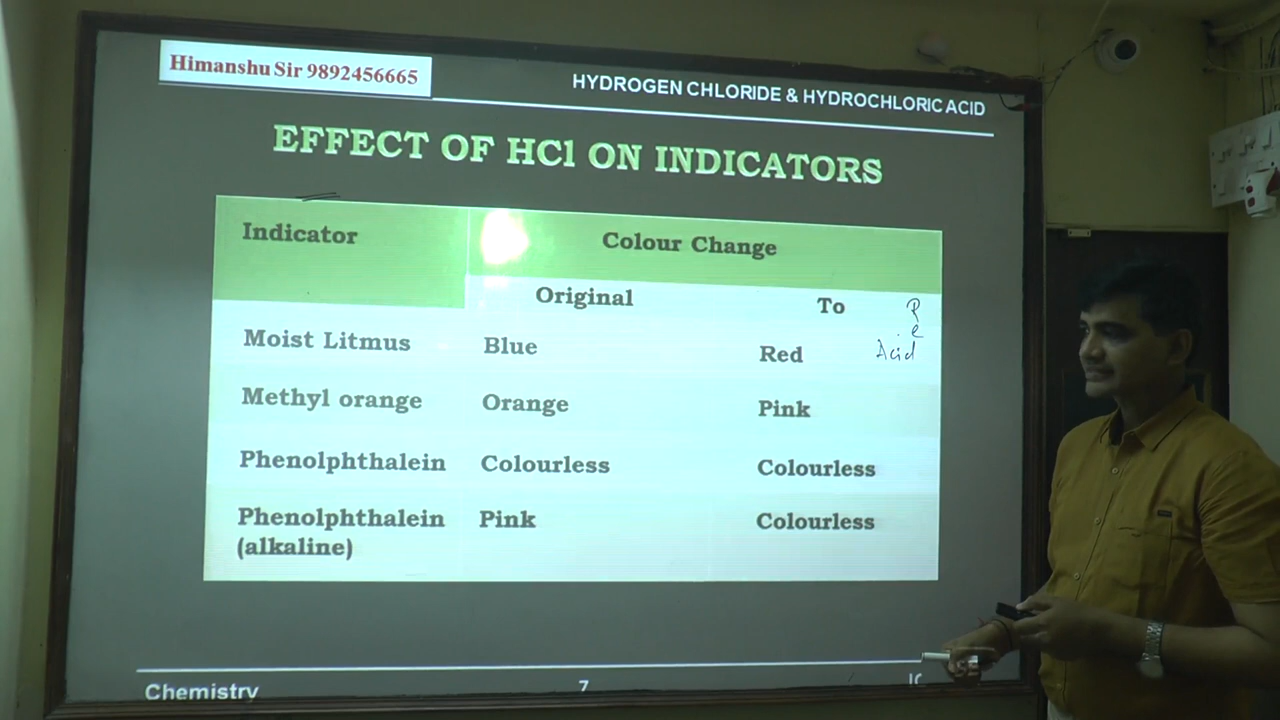 Himanshu Sir 9892456665
HYDROGEN CHLORIDE & HYDROCHLORIC ACID
EFFECT OF HCl ON INDICATORS
Indicator Colour Change
Original To
Moist Litmus Blue Red
Acid
Methyl orange Orange Pink
Phenolphthalein Colourless Colourless
Phenolphthalein Pink Colourless
(alkaline)
Chemistry 7